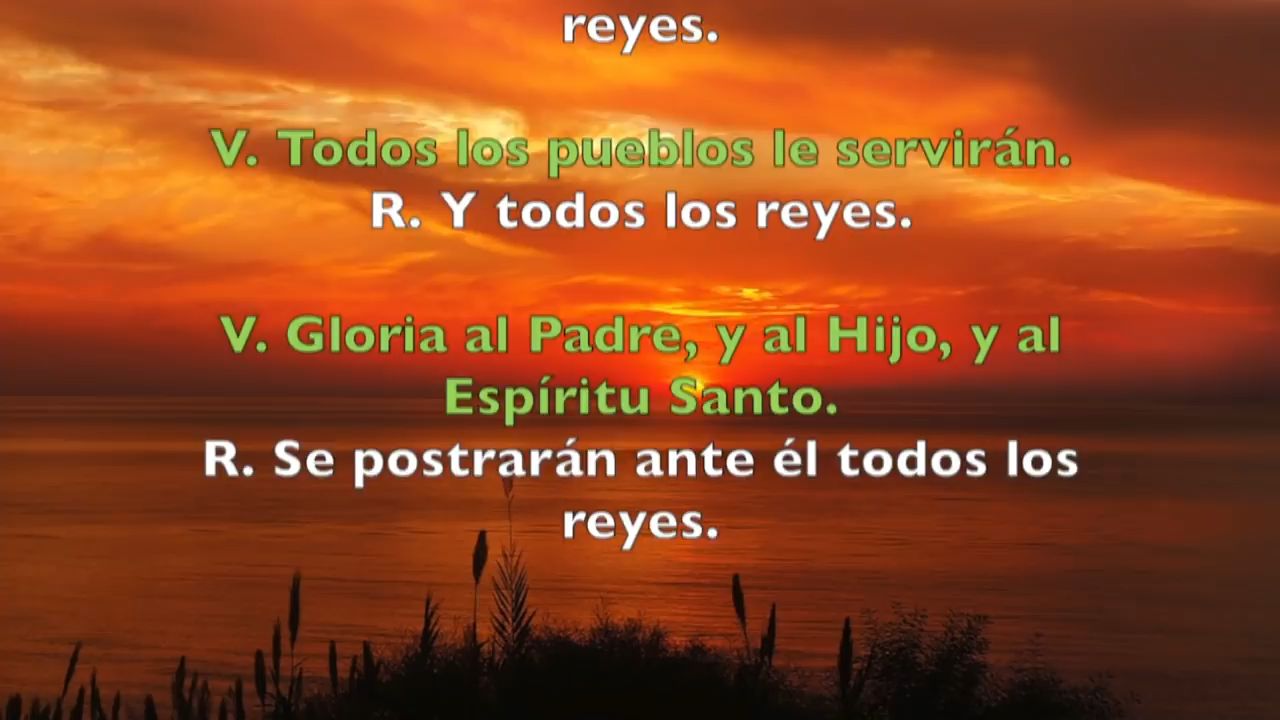 reyes.
V. Todos los pueblos le servirán.
R. Y todos los reyes.
V. Gloria al Padre, y al Hijo, y al
Espíritu Santo.
R. Se postrarán ante él todos los
reyes.